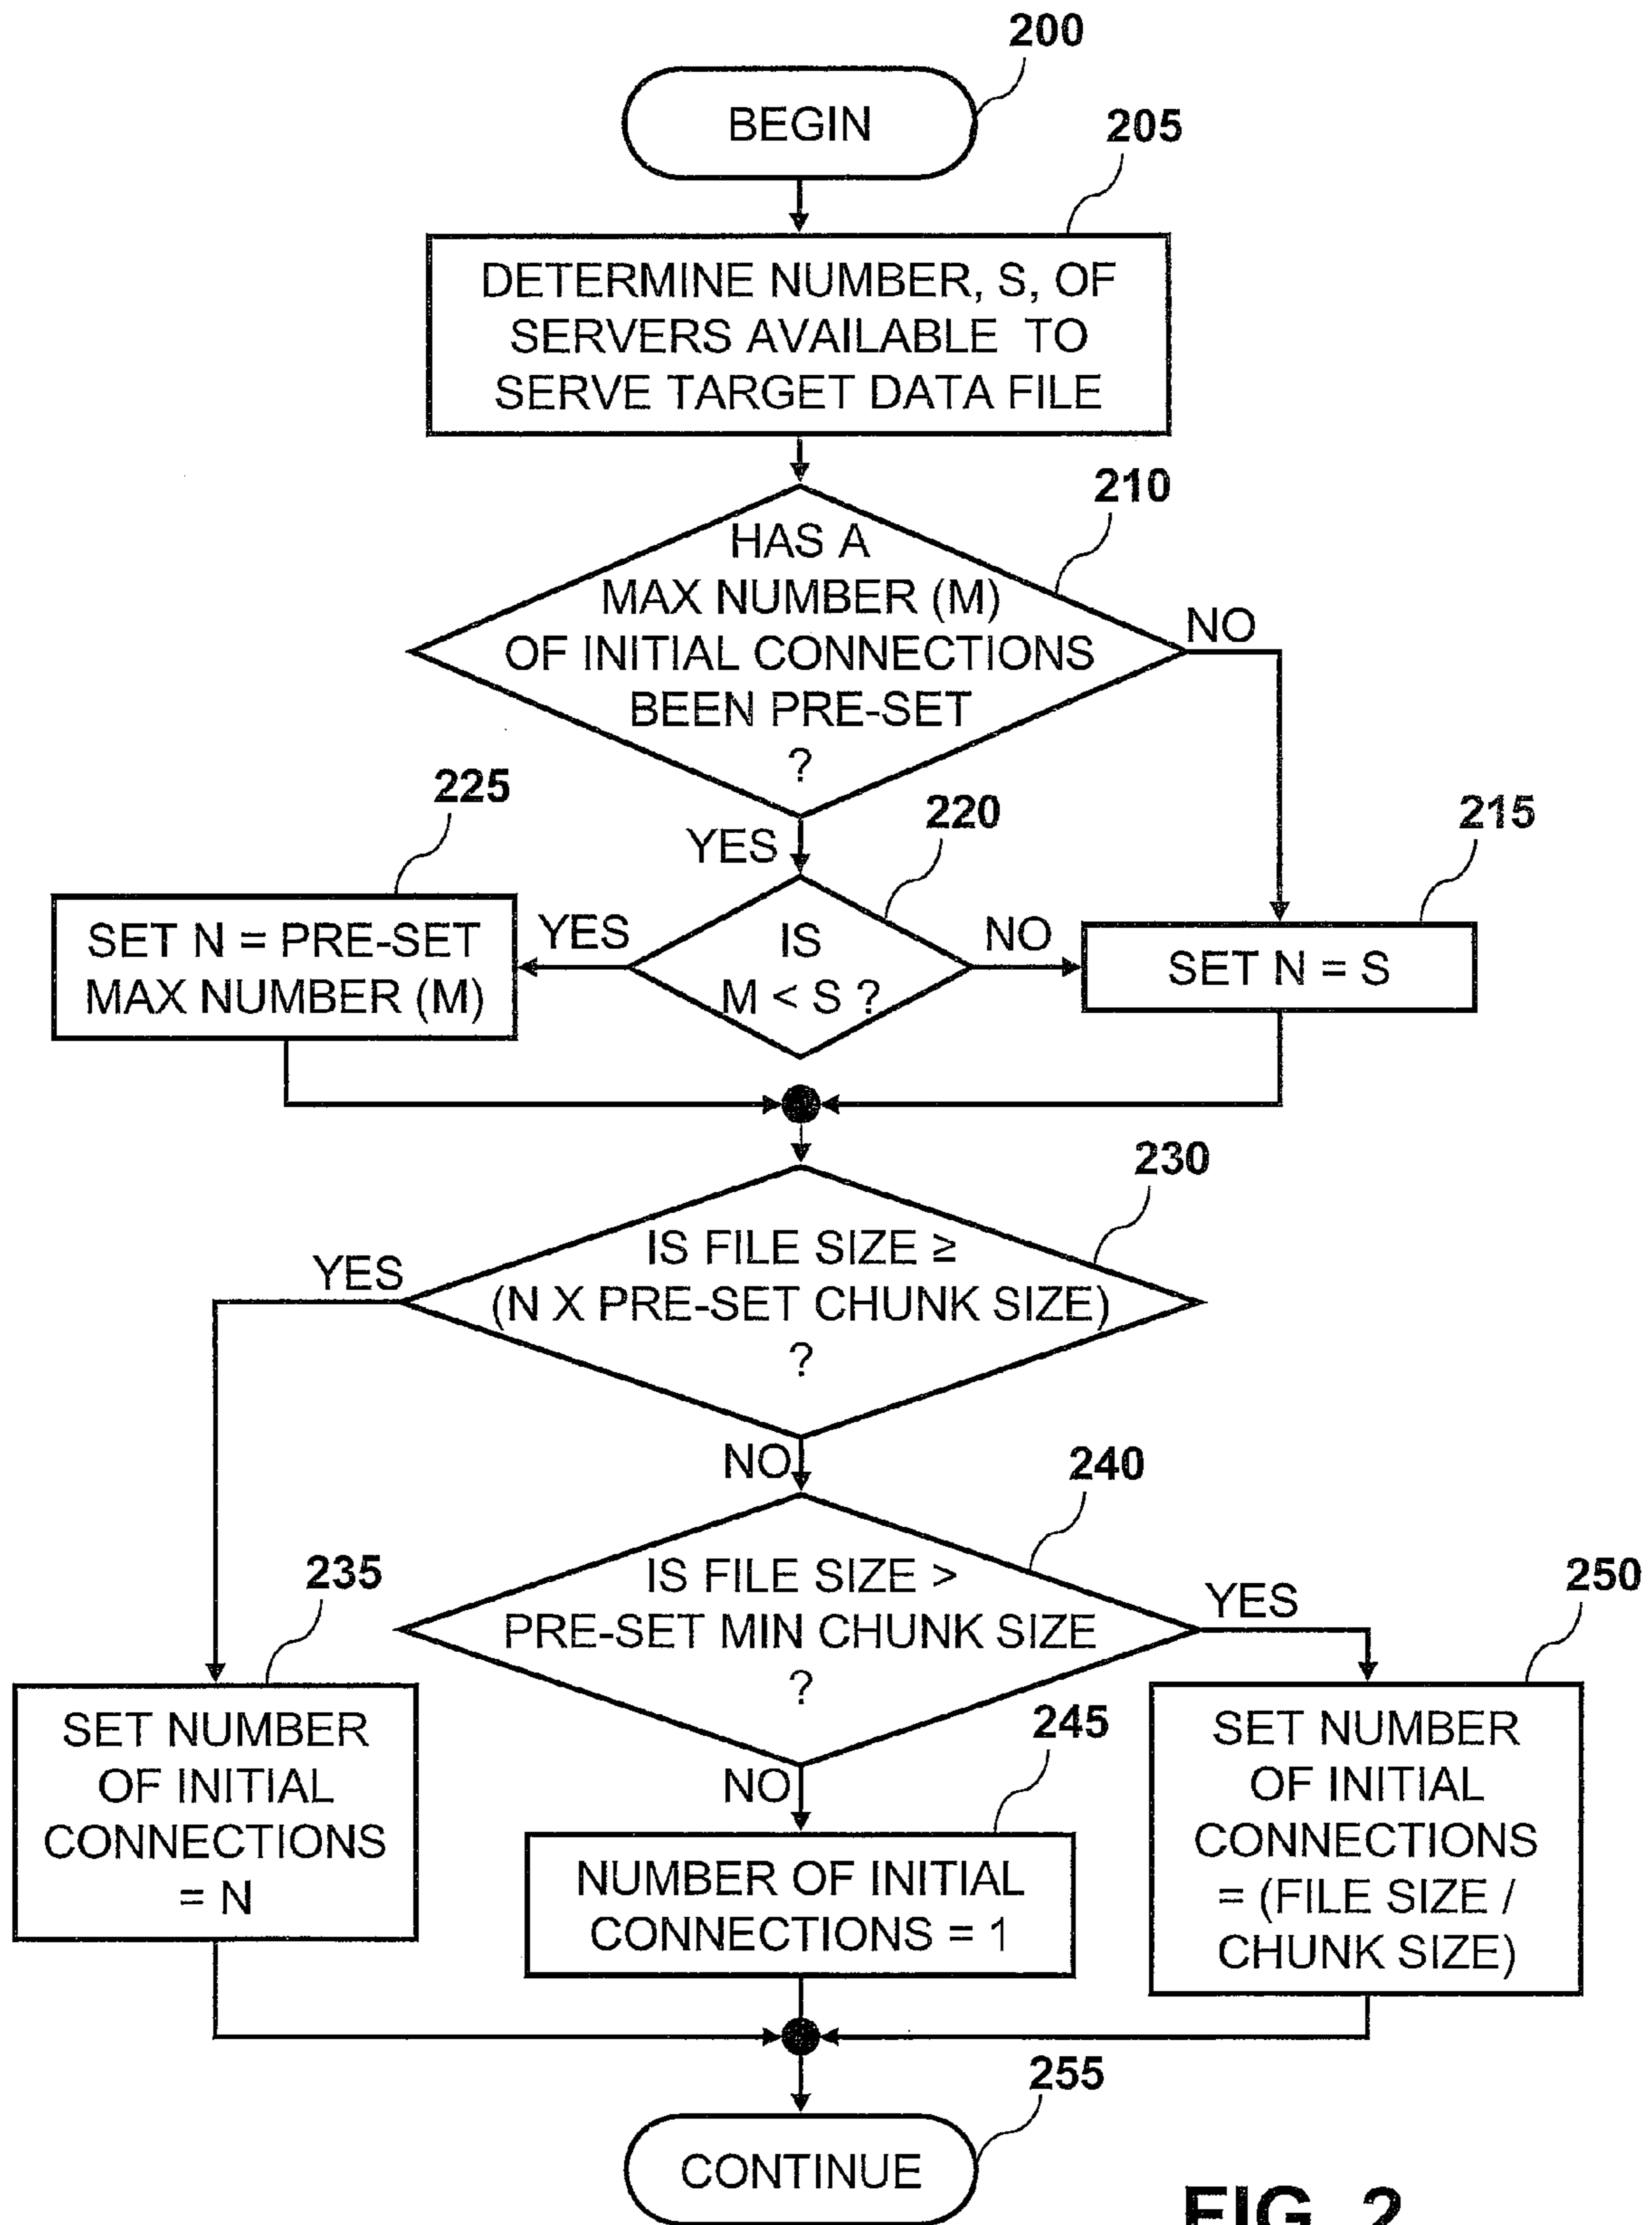 200
BEGIN
205
DETERMINE NUMBER, S, OF
SERVERS AVAILABLE TO
SERVE TARGET DATA FILE
210
HAS A
MAX NUMBER (M)
OF INITIAL CONNECTIONS
BEEN PRE-SET
?
NO
YES
225
220
215
SET N = PRE-SET
MAX NUMBER (M)
YES
IS
M < S ?
NO
SET N = S
230
IS FILE SIZE ≥
(N X PRE-SET CHUNK SIZE)
?
YES
NO
240
IS FILE SIZE >
PRE-SET MIN CHUNK SIZE
?
YES
NO
235
SET NUMBER
OF INITIAL
CONNECTIONS
= N
245
NUMBER OF INITIAL
CONNECTIONS = 1
250
SET NUMBER
OF INITIAL
CONNECTIONS
= (FILE SIZE /
CHUNK SIZE)
255
CONTINUE
FIG. 2